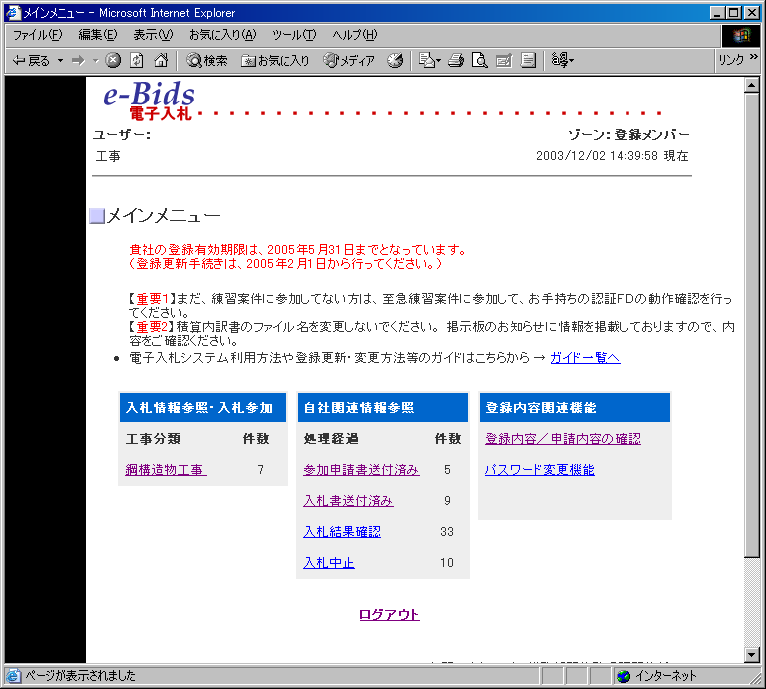 メインメニュー - Microsoft Internet Explorer
ファイル(F) 編集(E) 表示(V) お気に入り(A) ツール(T) ヘルプ(H)
戻る 検索 お気に入り メディア リンク »
e-Bids
電子入札
ユーザー: ゾーン: 登録メンバー
工事 2003/12/02 14:39:58 現在
メインメニュー
貴社の登録有効期限は、2005年5月31日までとなっています。
(登録更新手続きは、2005年2月1日から行ってください。)
【重要1】まだ、練習案件に参加してない方は、至急練習案件に参加して、お手持ちの認証FDの動作確認を行っ
てください。
【重要2】積算内訳書のファイル名を変更しないでください。 掲示板のお知らせに情報を掲載しておりますので、内
容をご確認ください。
• 電子入札システム利用方法や登録更新・変更方法等のガイドはこちらから → ガイド一覧へ
入札情報参照・入札参加
工事分類 件数
鋼構造物工事 7
自社関連情報参照
処理経過 件数
参加申請書送付済み 5
入札書送付済み 9
入札結果確認 33
入札中止 10
登録内容関連機能
登録内容/申請内容の確認
パスワード変更機能
ログアウト
ページが表示されました インターネット